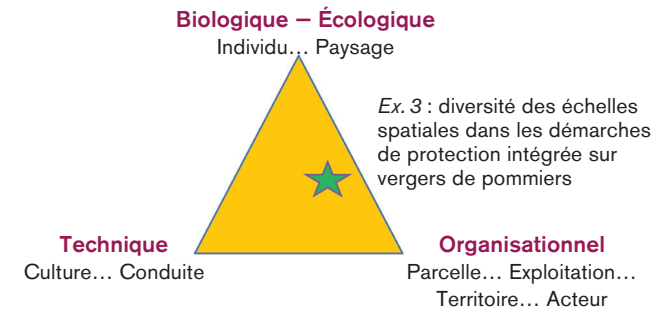 Biologique – Écologique
Individu… Paysage
Ex. 3 : diversité des échelles
spatiales dans les démarches
de protection intégrée sur
vergers de pommiers
Technique
Culture… Conduite
Organisationnel
Parcelle… Exploitation…
Territoire… Acteur